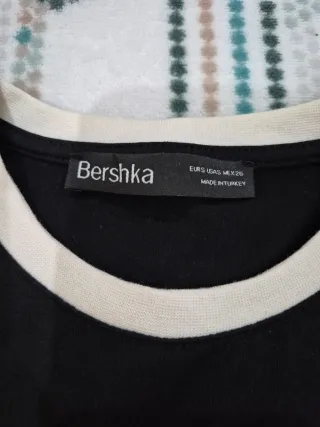 Bershka
EUR S USA S MEX 26
MADE IN TURKEY